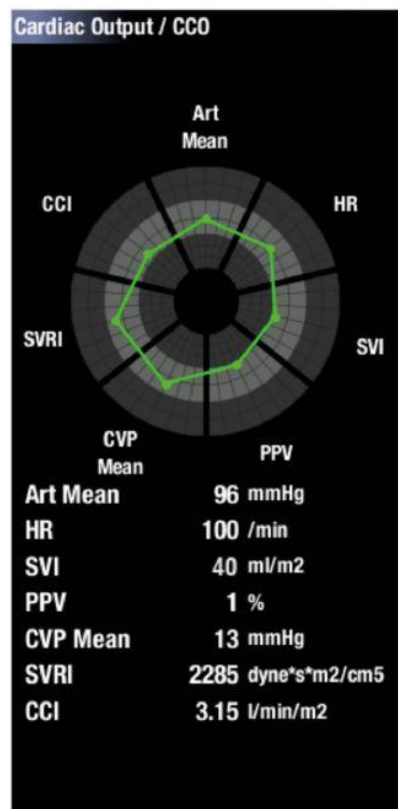 Cardiac Output / CCO
Art
Mean
CCI
HR
SVRI
SVI
CVP
Mean
PPV
Art Mean 96 mmHg
HR 100 /min
SVI 40 ml/m2
PPV 1 %
CVP Mean 13 mmHg
SVRI 2285 dyne*s*m2/cm5
CCI 3.15 l/min/m2